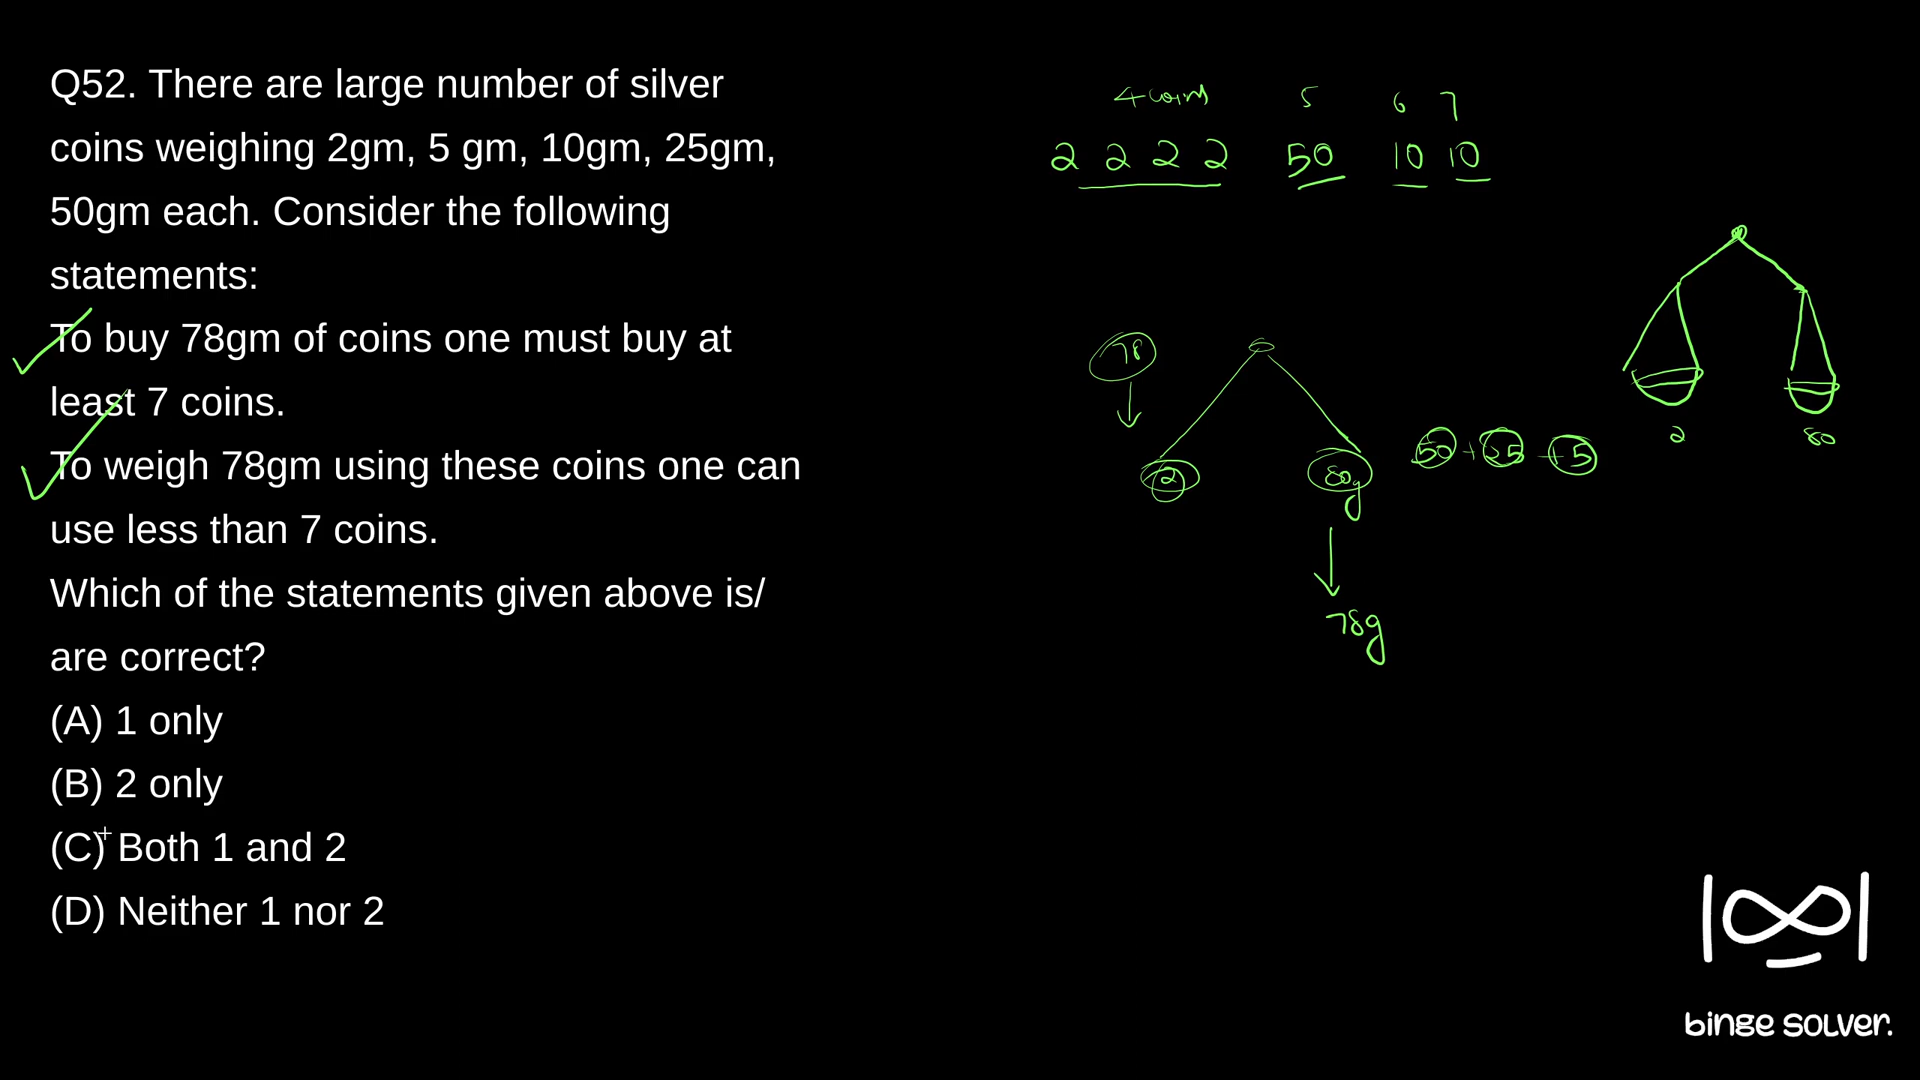 Q52. There are large number of silver
coins weighing 2gm, 5 gm, 10gm, 25gm,
50gm each. Consider the following
statements:
To buy 78gm of coins one must buy at
least 7 coins.
To weigh 78gm using these coins one can
use less than 7 coins.
Which of the statements given above is/
are correct?
(A) 1 only
(B) 2 only
(C) Both 1 and 2
(D) Neither 1 nor 2
4 coins 5 6 7
2 2 2 2 50 10 10
78
2 80g 50 + 25 + 5
2 80
78g
binge solver.